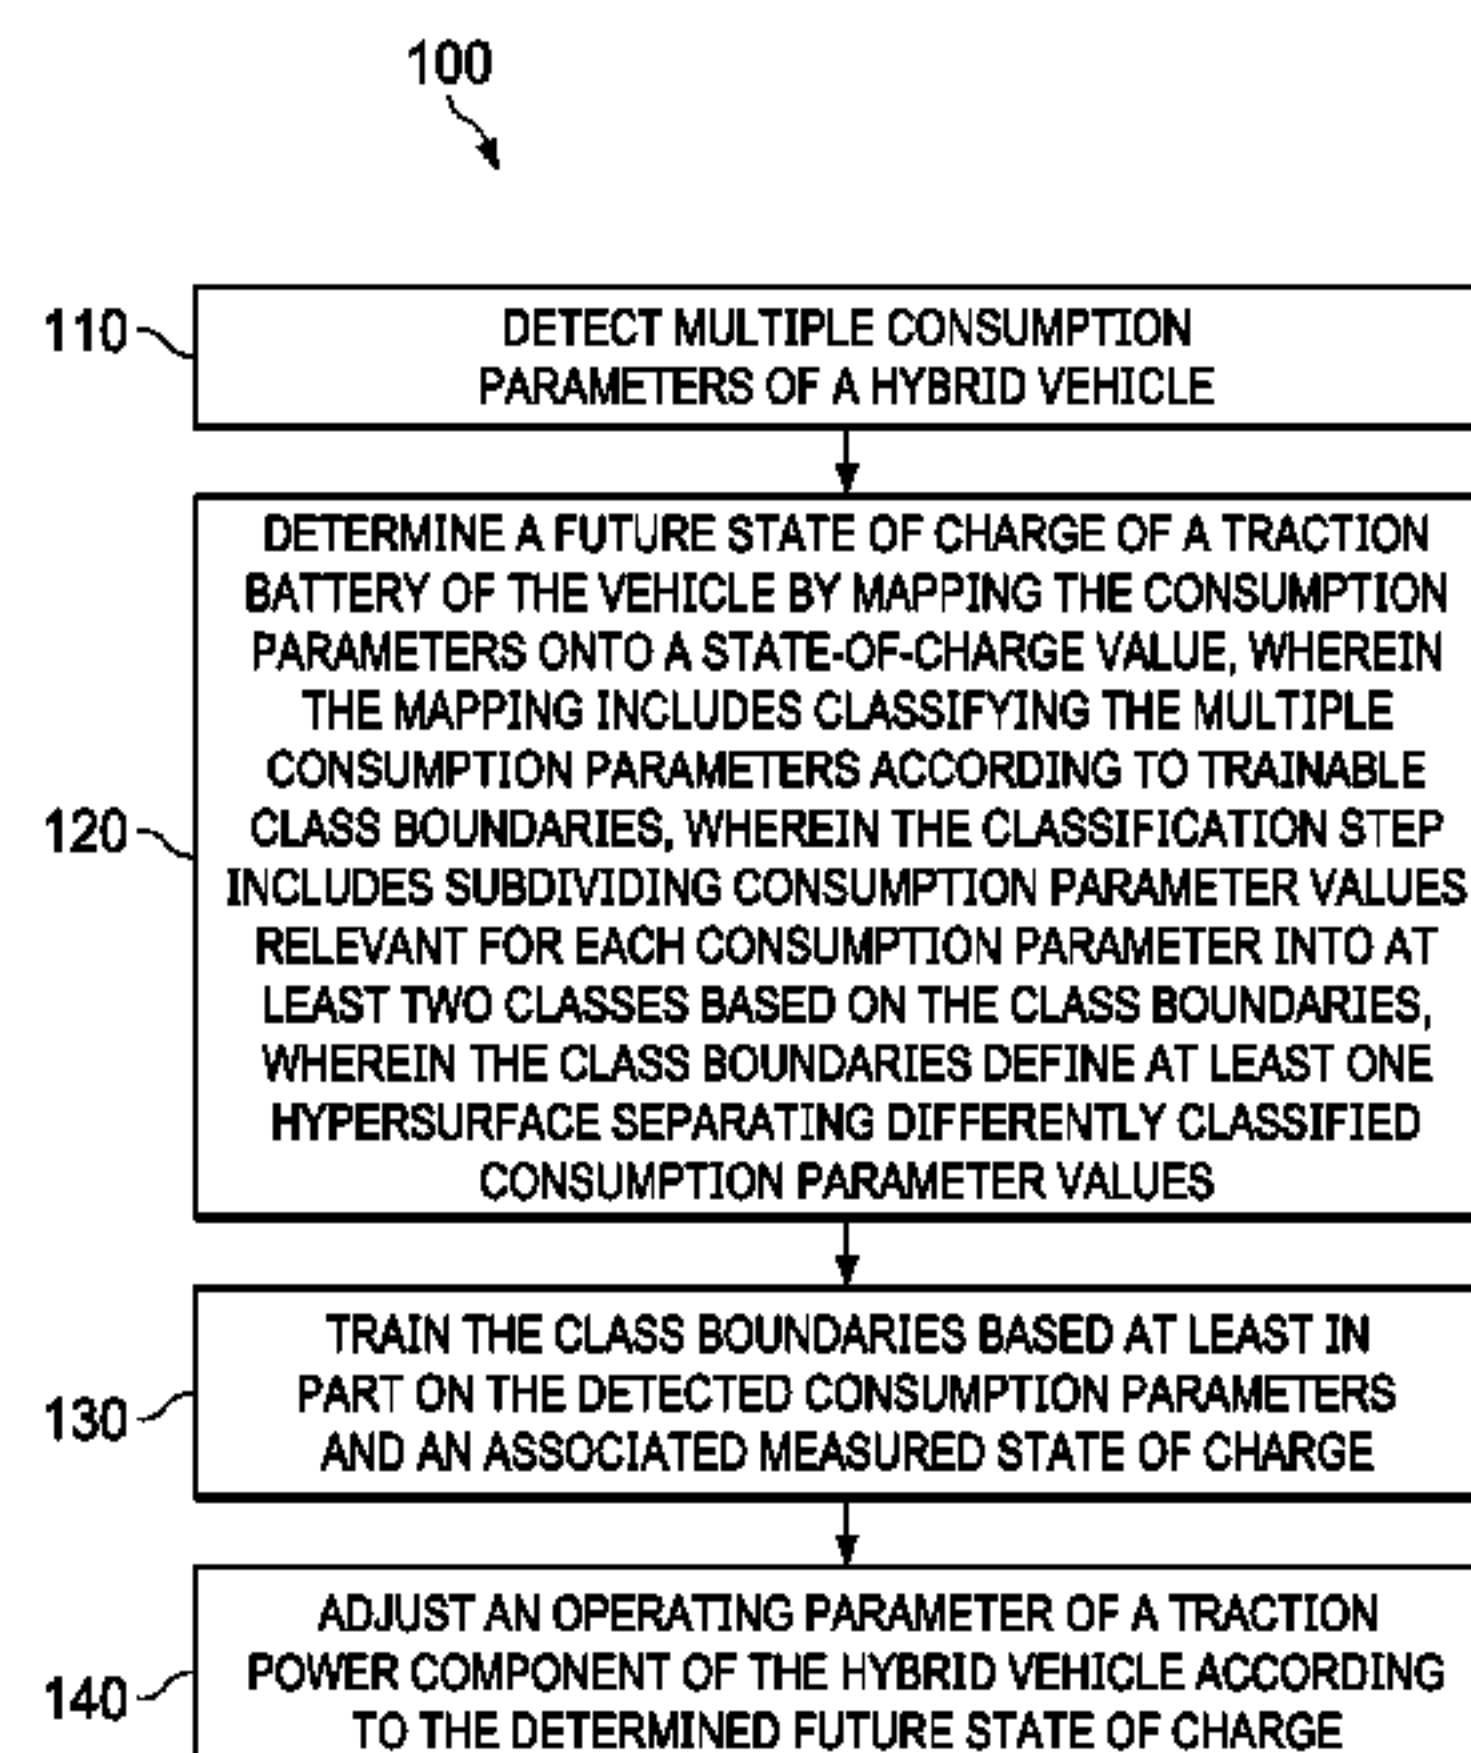 100
110
DETECT MULTIPLE CONSUMPTION
PARAMETERS OF A HYBRID VEHICLE
120
DETERMINE A FUTURE STATE OF CHARGE OF A TRACTION
BATTERY OF THE VEHICLE BY MAPPING THE CONSUMPTION
PARAMETERS ONTO A STATE-OF-CHARGE VALUE, WHEREIN
THE MAPPING INCLUDES CLASSIFYING THE MULTIPLE
CONSUMPTION PARAMETERS ACCORDING TO TRAINABLE
CLASS BOUNDARIES, WHEREIN THE CLASSIFICATION STEP
INCLUDES SUBDIVIDING CONSUMPTION PARAMETER VALUES
RELEVANT FOR EACH CONSUMPTION PARAMETER INTO AT
LEAST TWO CLASSES BASED ON THE CLASS BOUNDARIES,
WHEREIN THE CLASS BOUNDARIES DEFINE AT LEAST ONE
HYPERSURFACE SEPARATING DIFFERENTLY CLASSIFIED
CONSUMPTION PARAMETER VALUES
130
TRAIN THE CLASS BOUNDARIES BASED AT LEAST IN
PART ON THE DETECTED CONSUMPTION PARAMETERS
AND AN ASSOCIATED MEASURED STATE OF CHARGE
140
ADJUST AN OPERATING PARAMETER OF A TRACTION
POWER COMPONENT OF THE HYBRID VEHICLE ACCORDING
TO THE DETERMINED FUTURE STATE OF CHARGE